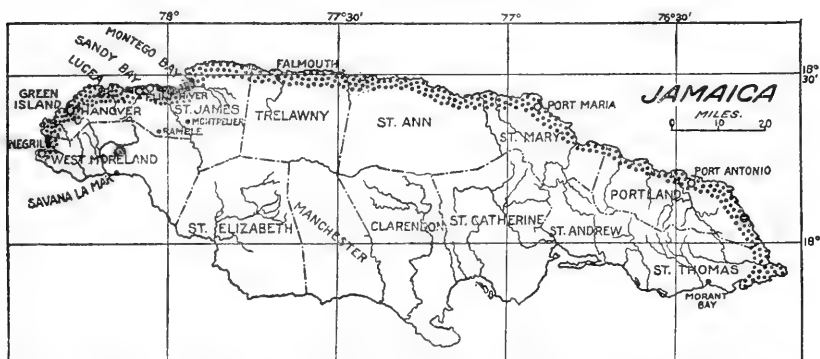 78°
77°30'
77°
76°30'
MONTEGO BAY
SANDY BAY
LUCEA
FALMOUTH
18°
30'
GREEN
ISLAND
HANOVER
RIVER
ST. JAMES
MONTPELIER
TRELAWNY
ST. ANN
PORT MARIA
JAMAICA
MILES.
0 10 20
RAMBLE
ST. MARY
NEGRIL
WEST MORELAND
PORT ANTONIO
PORTLAND
SAVANA LA MAR
ST. ELIZABETH
MANCHESTER
CLARENDON
ST. CATHERINE
ST. ANDREW
18°
ST. THOMAS
MORANT
BAY